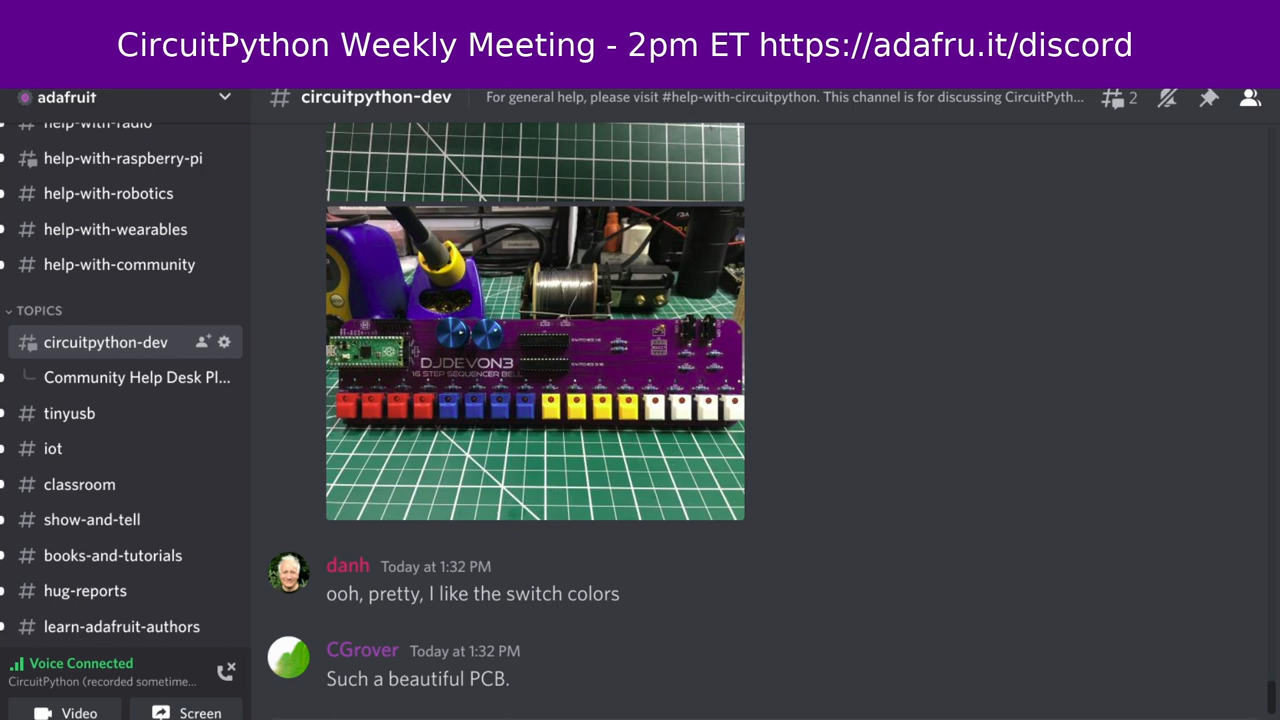 CircuitPython Weekly Meeting - 2pm ET https://adafru.it/discord
adafruit
# circuitpython-dev
For general help, please visit #help-with-circuitpython. This channel is for discussing CircuitPyth...
2
help-with-radio
help-with-raspberry-pi
# help-with-robotics
# help-with-wearables
# help-with-community
TOPICS
circuitpython-dev
Community Help Desk Pl...
# tinyusb
# iot
# classroom
# show-and-tell
# books-and-tutorials
# hug-reports
# learn-adafruit-authors
Voice Connected
CircuitPython (recorded sometime...
Video
Screen
DJDEVON3
16 STEP SEQUENCER BELL
danh Today at 1:32 PM
ooh, pretty, I like the switch colors
CGrover Today at 1:32 PM
Such a beautiful PCB.